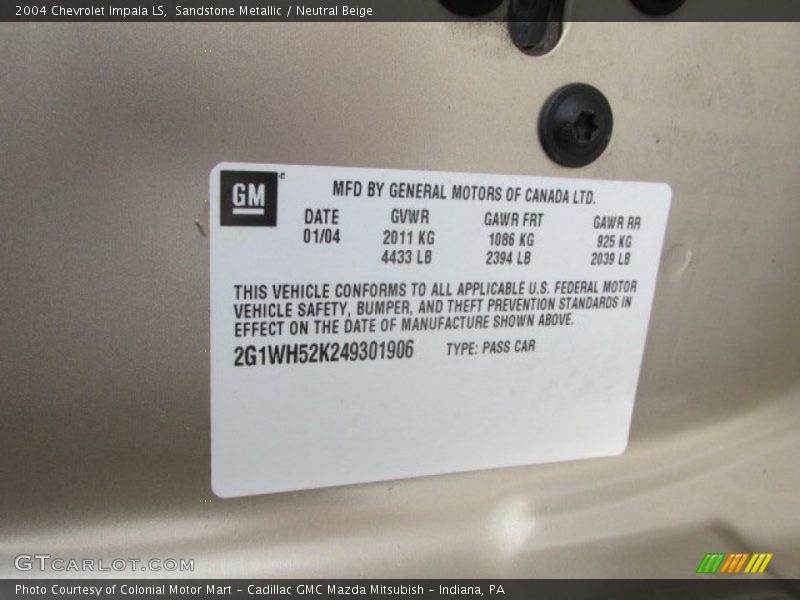 2004 Chevrolet Impala LS,  Sandstone Metallic / Neutral Beige
GM
MFD BY GENERAL MOTORS OF CANADA LTD.
DATE GVWR GAWR FRT GAWR RR
01/04 2011 KG 1086 KG 925 KG
4433 LB 2394 LB 2039 LB
THIS VEHICLE CONFORMS TO ALL APPLICABLE U.S. FEDERAL MOTOR
VEHICLE SAFETY, BUMPER, AND THEFT PREVENTION STANDARDS IN
EFFECT ON THE DATE OF MANUFACTURE SHOWN ABOVE.
2G1WH52K249301906 TYPE: PASS CAR
GTCARLOT.COM
Photo Courtesy of Colonial Motor Mart - Cadillac GMC Mazda Mitsubish - Indiana, PA